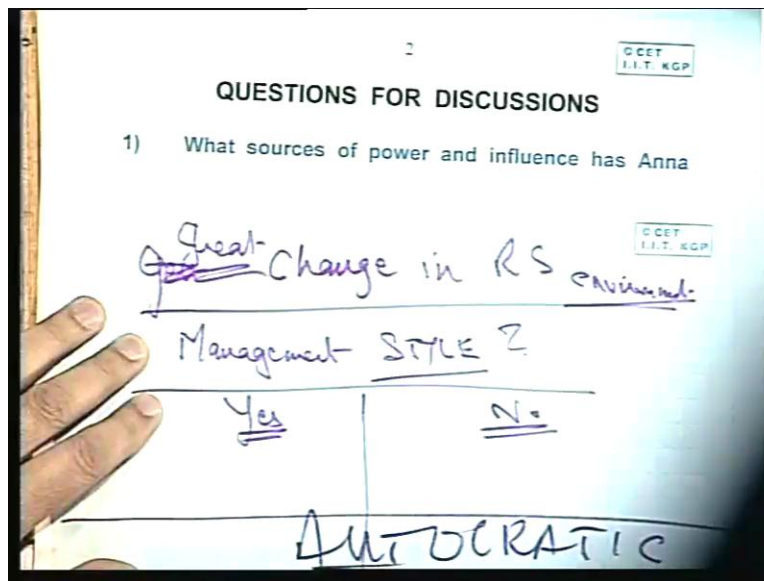 2
CCET
I.I.T. KGP
QUESTIONS FOR DISCUSSIONS
1) What sources of power and influence has Anna
CCET
I.I.T. KGP
Great
Change in RS environment
Management STYLE ?
Yes No
AUTOCRATIC